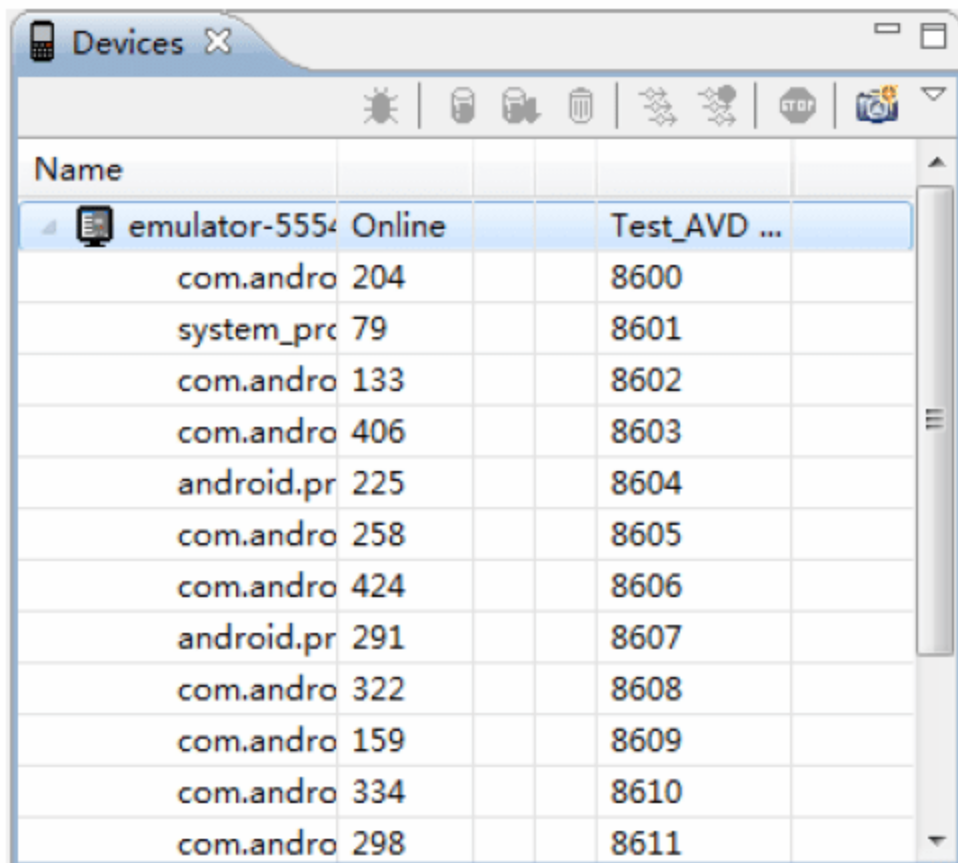 Devices
STOP
Name
emulator-5554 Online Test_AVD ...
com.andro 204 8600
system_pro 79 8601
com.andro 133 8602
com.andro 406 8603
android.pr 225 8604
com.andro 258 8605
com.andro 424 8606
android.pr 291 8607
com.andro 322 8608
com.andro 159 8609
com.andro 334 8610
com.andro 298 8611